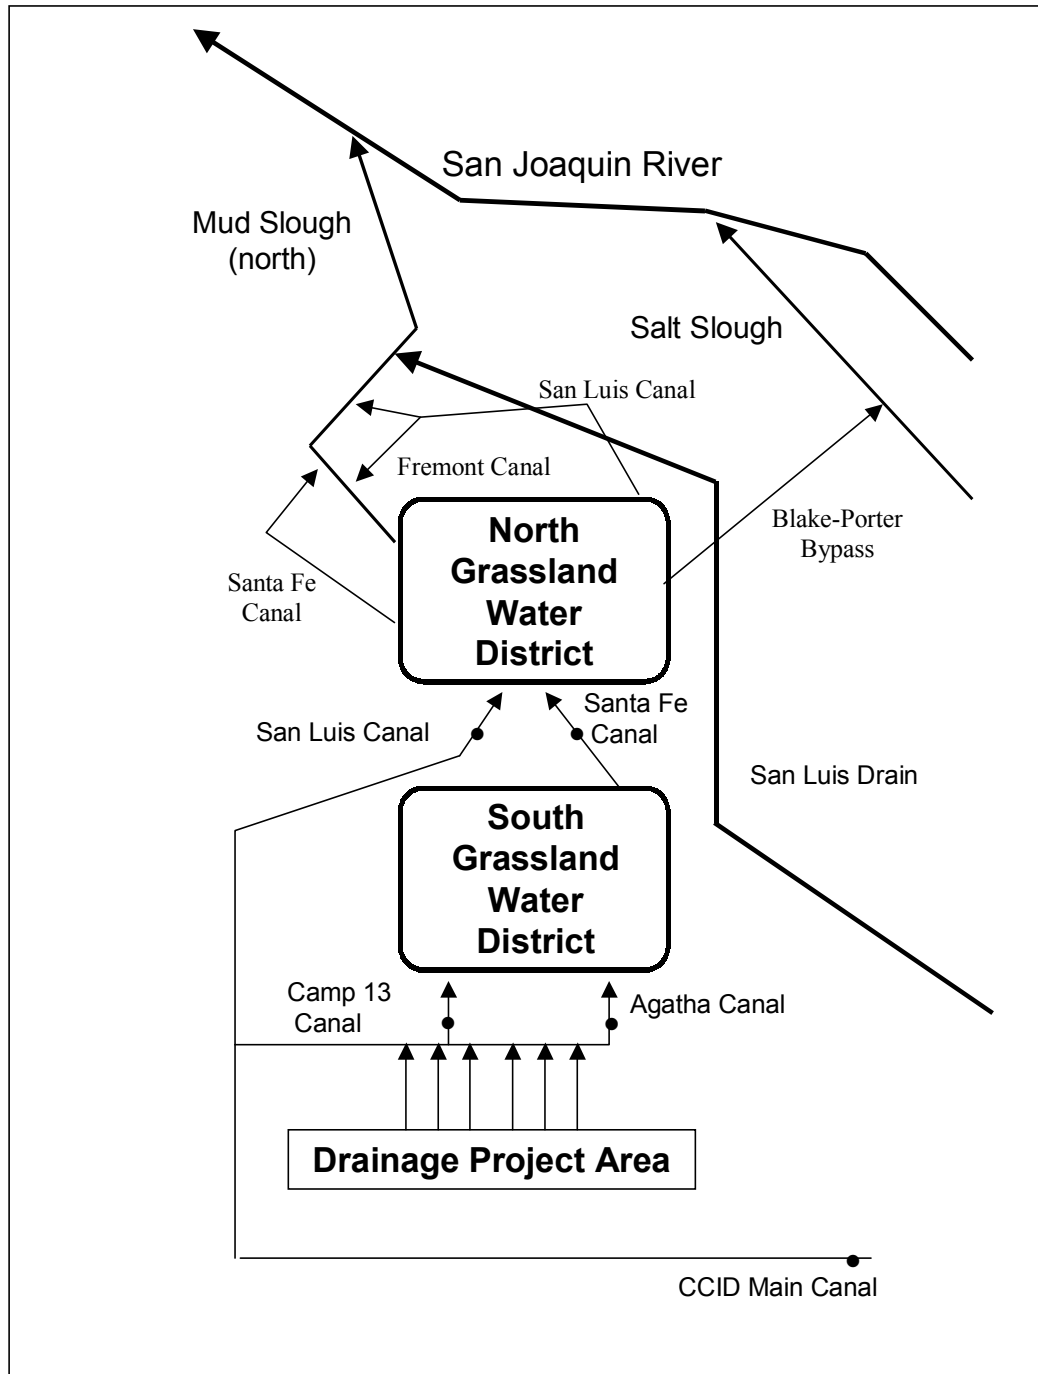 San Joaquin River
Mud Slough
(north)
Salt Slough
San Luis Canal
Fremont Canal
Blake-Porter
Bypass
Santa Fe
Canal
North
Grassland
Water
District
San Luis Canal
Santa Fe
Canal
San Luis Drain
South
Grassland
Water
District
Camp 13
Canal
Agatha Canal
Drainage Project Area
CCID Main Canal